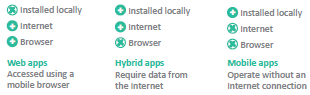 Installed locally
Internet
Browser
Web apps
Accessed using a
mobile browser
Installed locally
Internet
Browser
Hybrid apps
Require data from
the Internet
Installed locally
Internet
Browser
Mobile apps
Operate without an
Internet connection